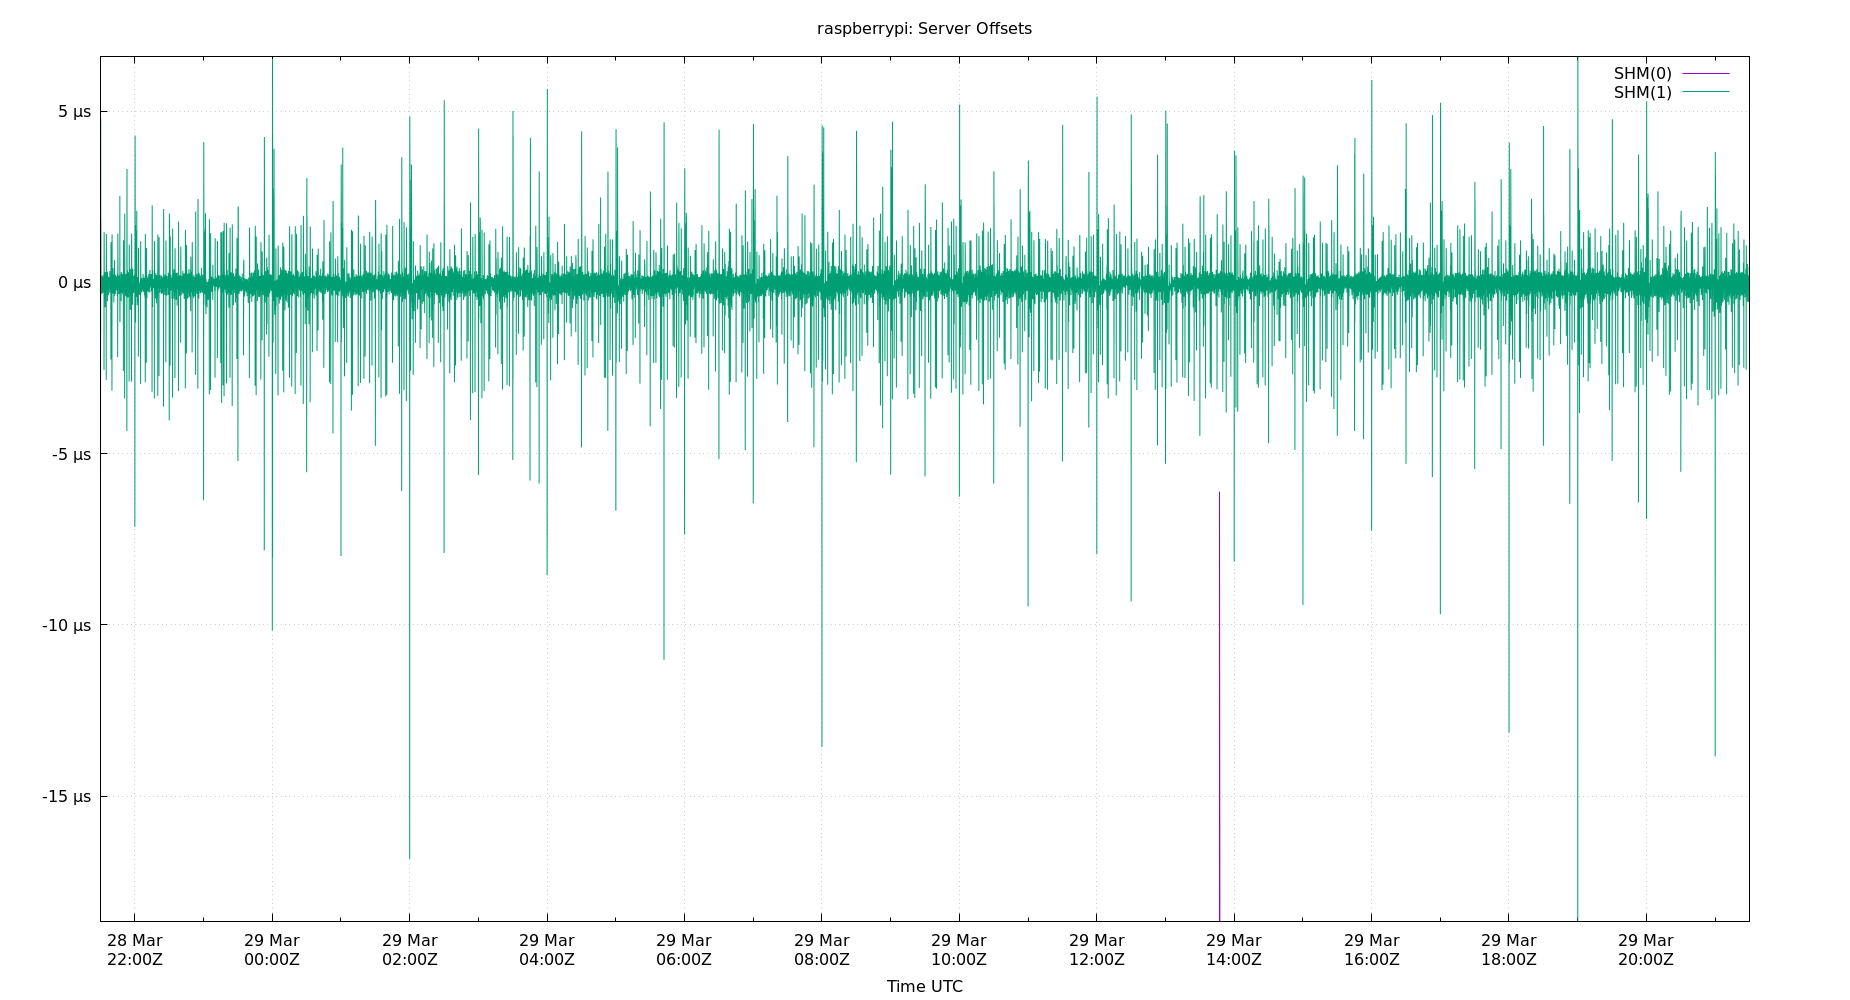 raspberrypi: Server Offsets
SHM(0)
SHM(1)
5 µs
0 µs
-5 µs
-10 µs
-15 µs
28 Mar 29 Mar 29 Mar 29 Mar 29 Mar 29 Mar 29 Mar 29 Mar 29 Mar 29 Mar 29 Mar 29 Mar
22:00Z 00:00Z 02:00Z 04:00Z 06:00Z 08:00Z 10:00Z 12:00Z 14:00Z 16:00Z 18:00Z 20:00Z
Time UTC